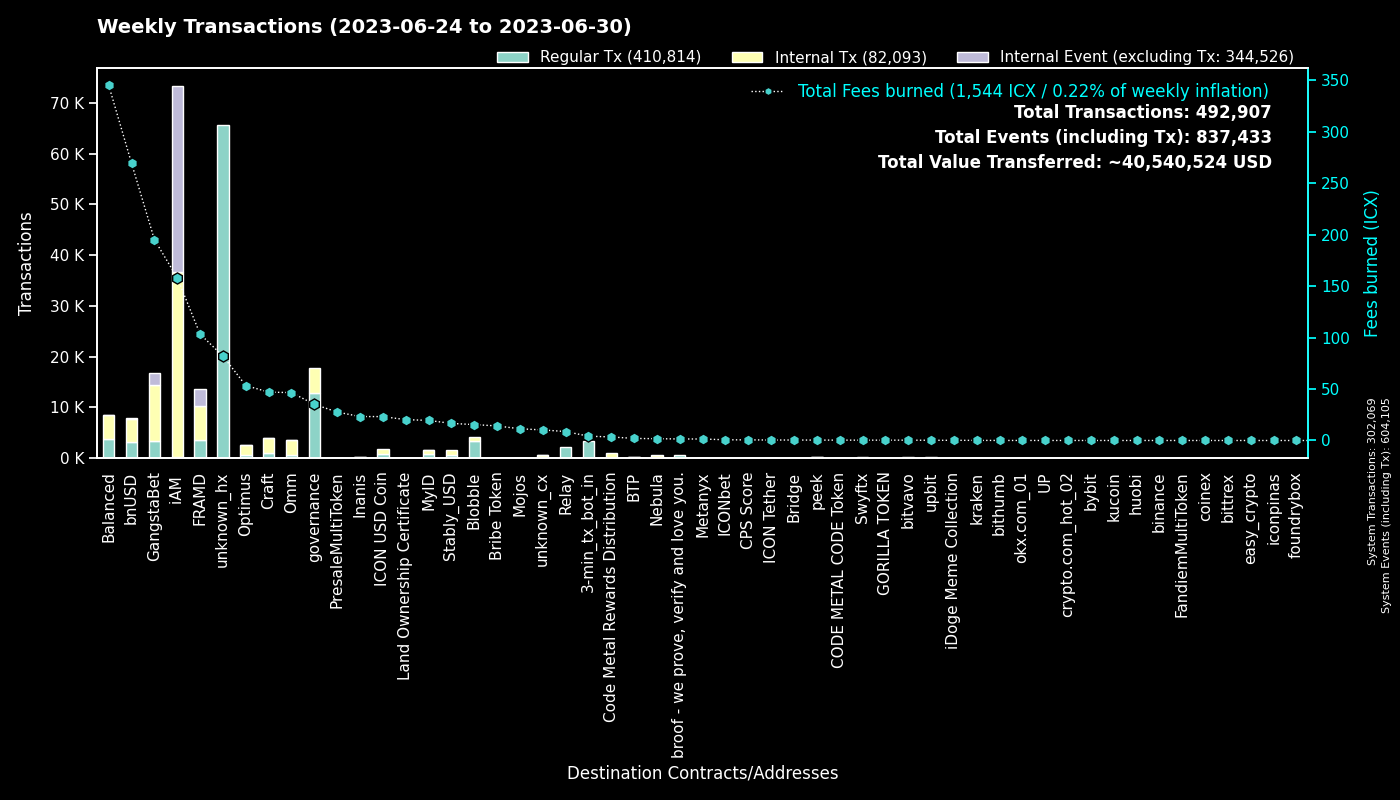 Weekly Transactions (2023-06-24 to 2023-06-30)
Regular Tx (410,814)
Internal Tx (82,093)
Internal Event (excluding Tx: 344,526)
Total Fees burned (1,544 ICX / 0.22% of weekly inflation)
Total Transactions: 492,907
Total Events (including Tx): 837,433
Total Value Transferred: ~40,540,524 USD
Transactions
70 K
60 K
50 K
40 K
30 K
20 K
10 K
0 K
350
300
250
200
150
100
50
0
Fees burned (ICX)
System Transactions: 302,069
System Events (including Tx): 604,105
Balanced
bnUSD
GangstaBet
iAM
FRAMD
unknown_hx
Optimus
Craft
Omm
governance
PresaleMultiToken
Inanis
ICON USD Coin
Land Ownership Certificate
MyID
Stably_USD
Blobble
Bribe Token
Mojos
unknown_cx
Relay
3-min_tx_bot_in
Code Metal Rewards Distribution
BTP
Nebula
broof - we prove, verify and love you.
Metanyx
ICONbet
CPS Score
ICON Tether
Bridge
peek
CODE METAL CODE Token
Swyftx
GORILLA TOKEN
bitvavo
upbit
iDoge Meme Collection
kraken
bithumb
okx.com_01
UP
crypto.com_hot_02
bybit
kucoin
huobi
binance
FandiemMultiToken
coinex
bittrex
easy_crypto
iconpinas
foundrybox
Destination Contracts/Addresses